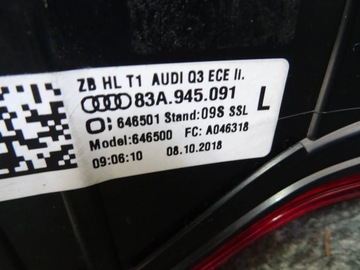 ZB HL T1 AUDI Q3 ECE II.
83A.945.091 L
646501 Stand:09S SSL
Model:646500 FC: A046318
09:06:10 08.10.2018